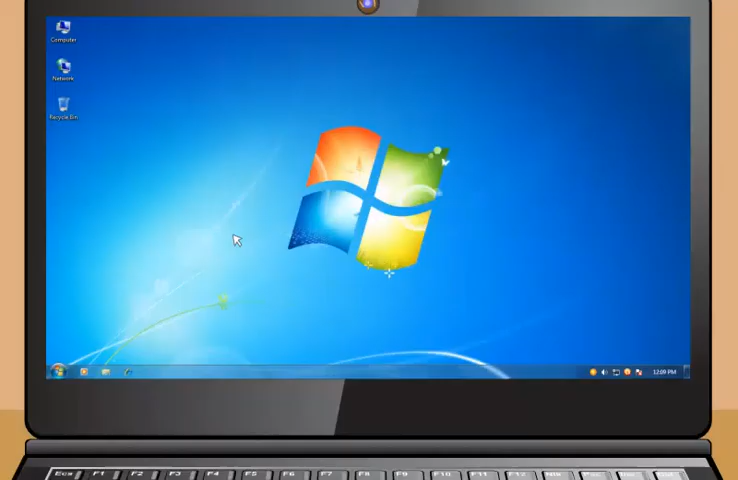 Computer
Network
Recycle Bin
12:09 PM
Esc F1 F2 F3 F4 F5 F6 F7 F8 F9 F10 F11 F12